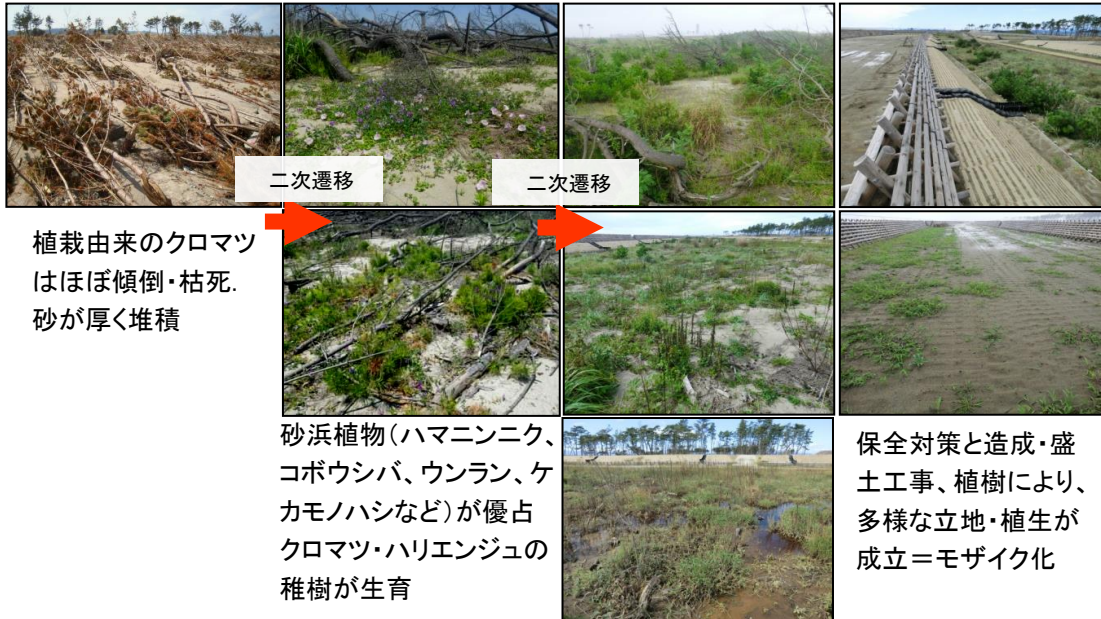 二次遷移
二次遷移
植栽由来のクロマツ
はほぼ傾倒・枯死.
砂が厚く堆積
砂浜植物(ハマニンニク、
コボウシバ、ウンラン、ケ
カモノハシなど)が優占
クロマツ・ハリエンジュの
稚樹が生育
保全対策と造成・盛
土工事、植樹により、
多様な立地・植生が
成立=モザイク化